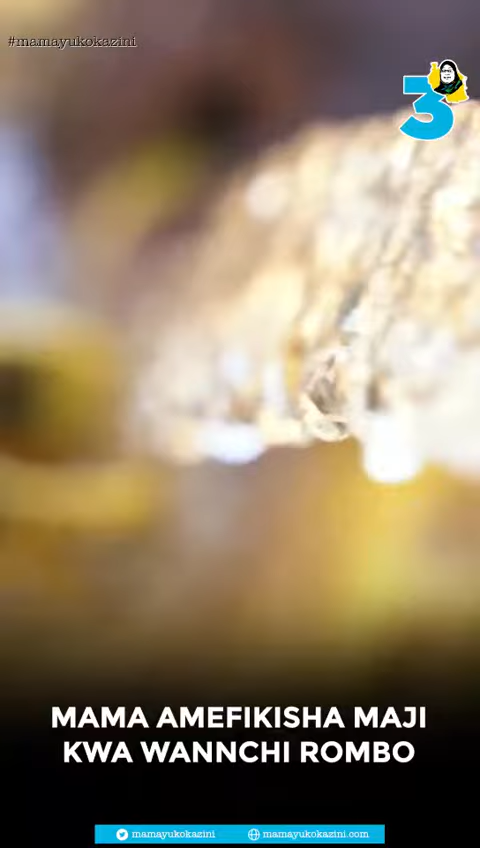 #mamayukokazini
3
MAMA AMEFIKISHA MAJI
KWA WANNCHI ROMBO
mamayukokazini mamayukokazini.com